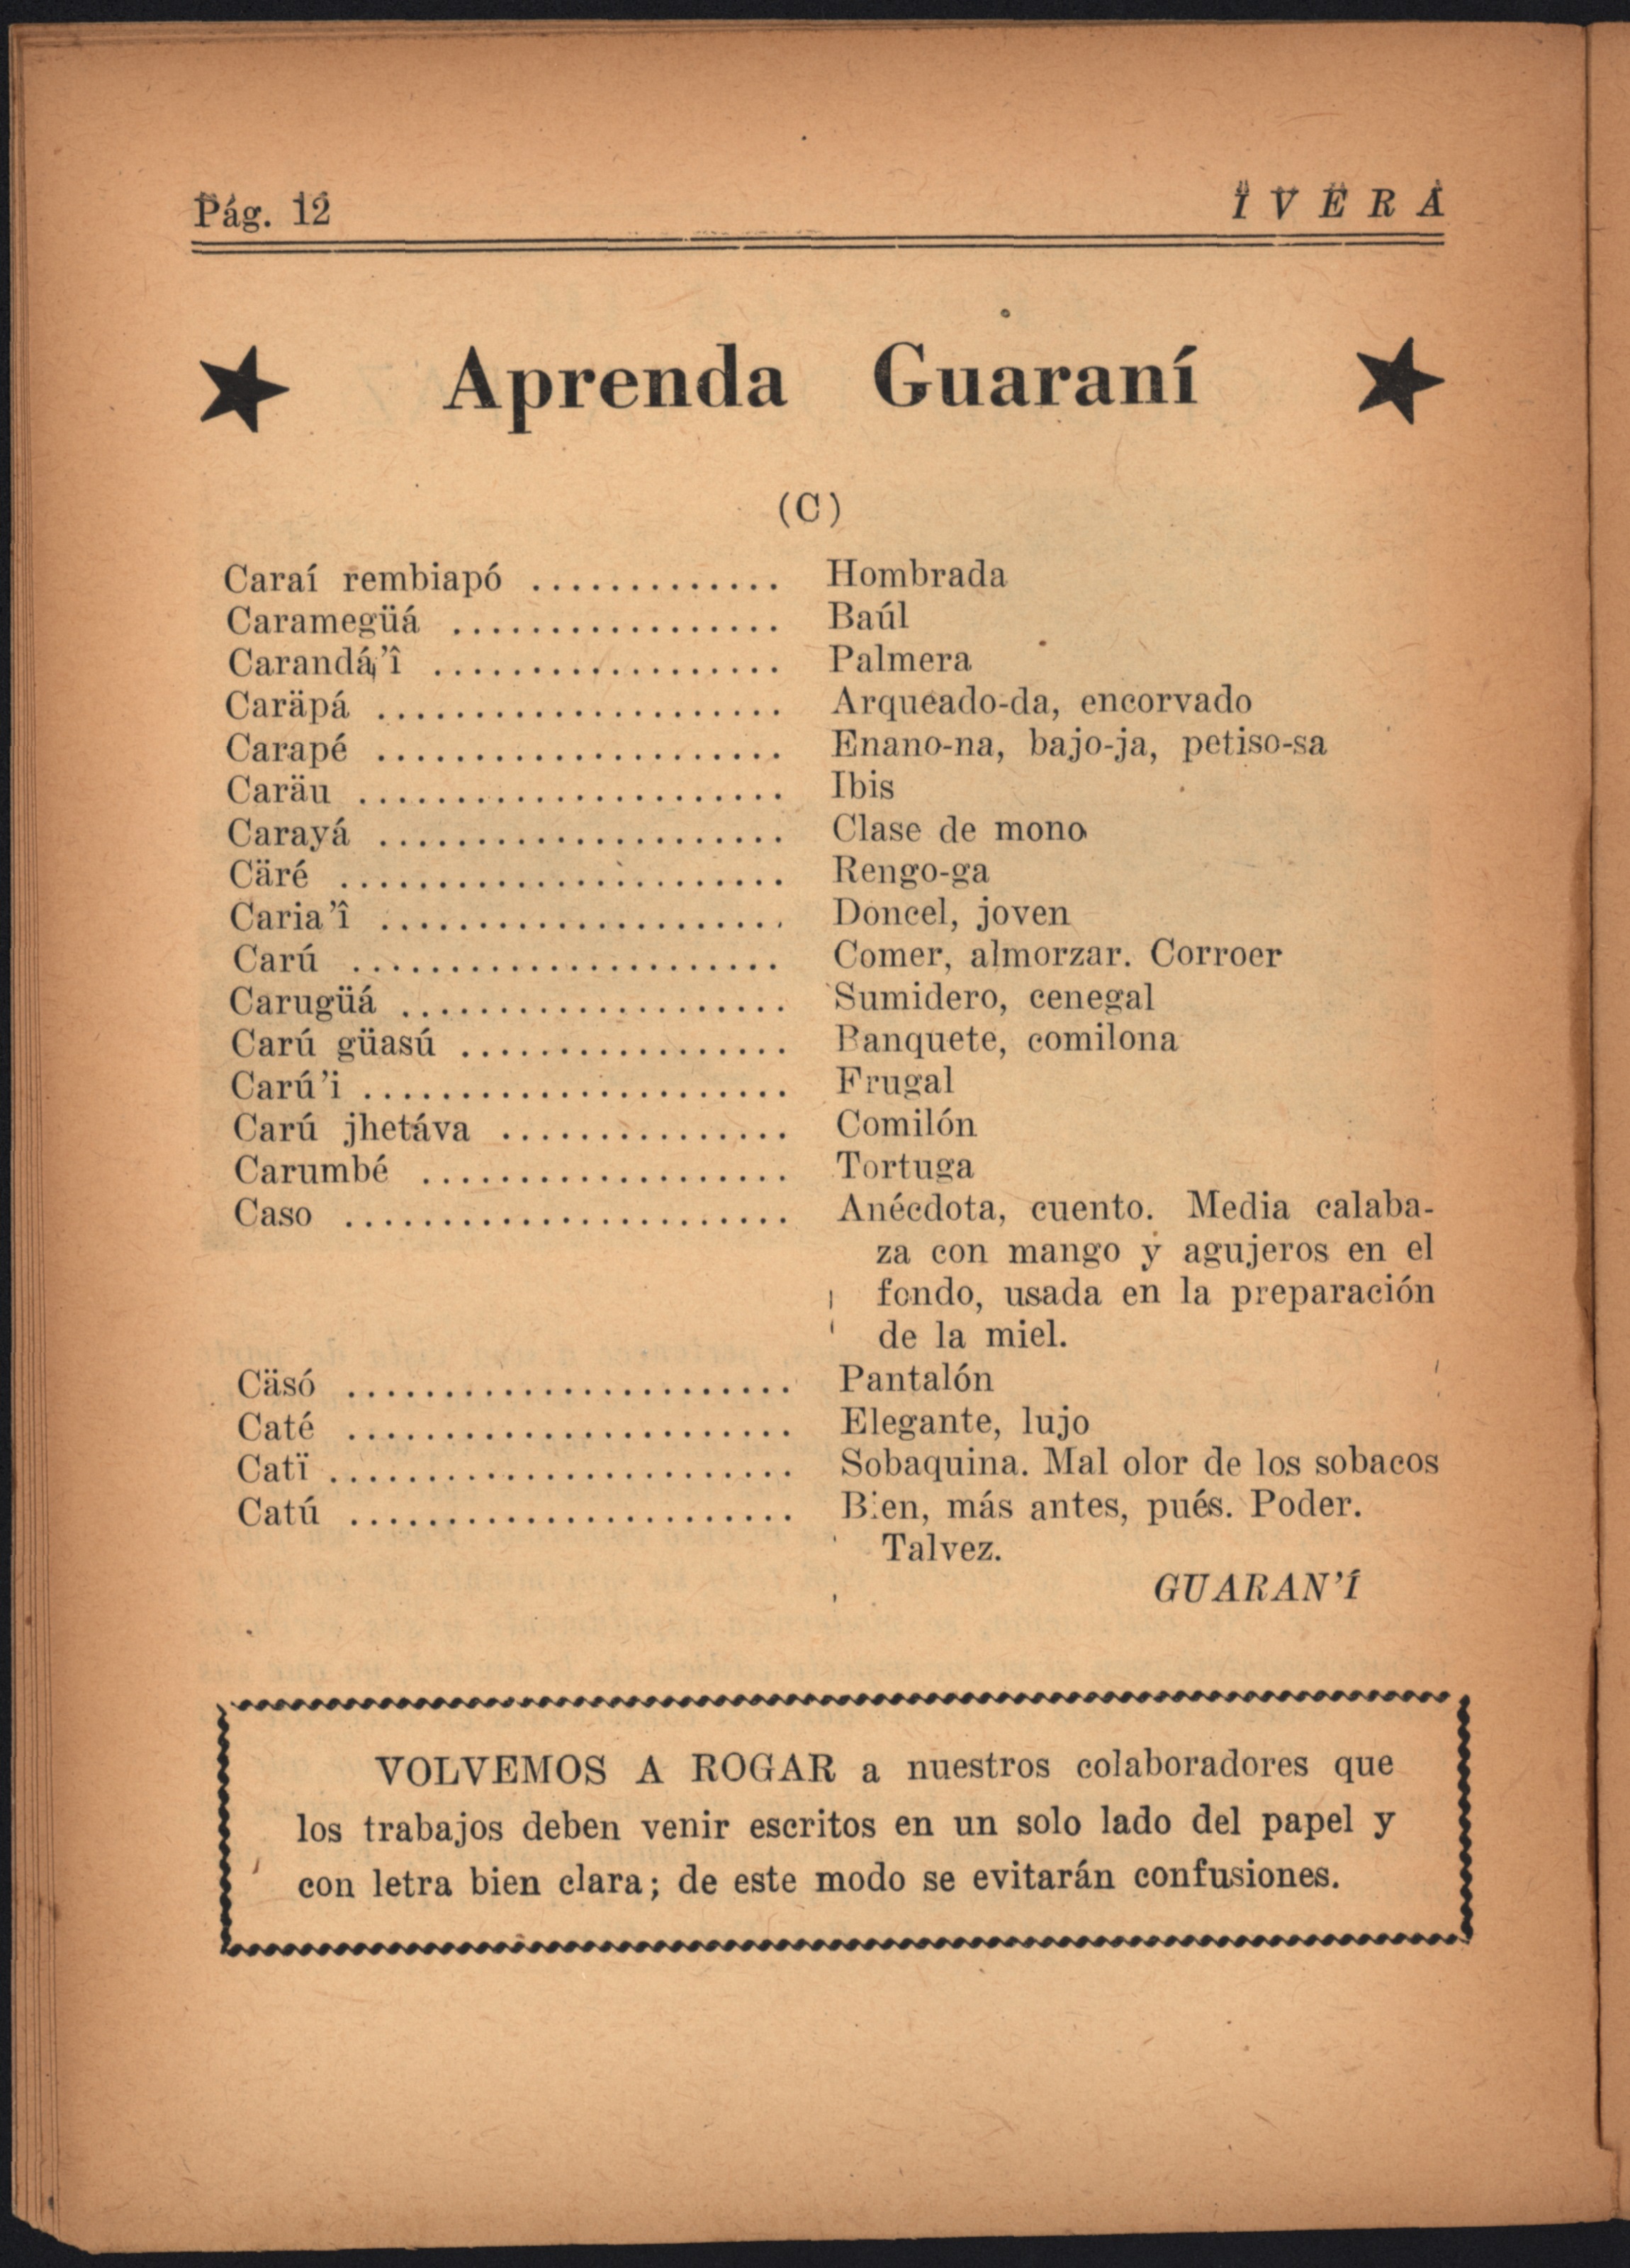 Pág. 12 Ï V Ë R Á
Aprenda Guaraní
(C)
Caraí rembiapó ............. Hombrada
Caramegüá ................. Baúl
Carandá'î .................. Palmera
Caräpá ..................... Arqueado-da, encorvado
Carapé ..................... Enano-na, bajo-ja, petiso-sa
Caräu ...................... Ibis
Carayá ..................... Clase de mono
Cäré ....................... Rengo-ga
Caria'î ..................... Doncel, joven
Carú ...................... Comer, almorzar. Corroer
Carugüá .................... Sumidero, cenegal
Carú güasú ................. Banquete, comilona
Carú'i ...................... Frugal
Carú jhetáva ............... Comilón
Carumbé ................... Tortuga
Caso ....................... Anécdota, cuento. Media calaba-
za con mango y agujeros en el
fondo, usada en la preparación
de la miel.
Cäsó ....................... Pantalón
Caté ....................... Elegante, lujo
Catï ........................ Sobaquina. Mal olor de los sobacos
Catú ....................... Bien, más antes, pués. Poder.
Talvez.
GUARAN'Í
VOLVEMOS A ROGAR a nuestros colaboradores que
los trabajos deben venir escritos en un solo lado del papel y
con letra bien clara; de este modo se evitarán confusiones.